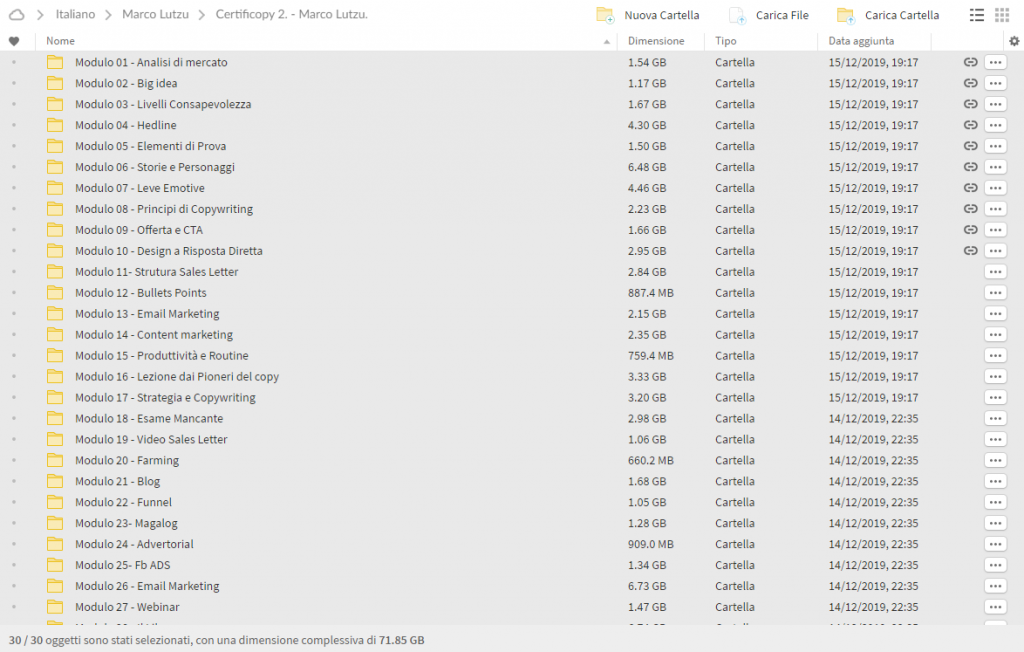 Italiano Marco Lutzu Certificopy 2. - Marco Lutzu. Nuova Cartella Carica File Carica Cartella
Nome Dimensione Tipo Data aggiunta
Modulo 01 - Analisi di mercato 1.54 GB Cartella 15/12/2019, 19:17
Modulo 02 - Big idea 1.17 GB Cartella 15/12/2019, 19:17
Modulo 03 - Livelli Consapevolezza 1.67 GB Cartella 15/12/2019, 19:17
Modulo 04 - Hedline 4.30 GB Cartella 15/12/2019, 19:17
Modulo 05 - Elementi di Prova 1.50 GB Cartella 15/12/2019, 19:17
Modulo 06 - Storie e Personaggi 6.48 GB Cartella 15/12/2019, 19:17
Modulo 07 - Leve Emotive 4.46 GB Cartella 15/12/2019, 19:17
Modulo 08 - Principi di Copywriting 2.23 GB Cartella 15/12/2019, 19:17
Modulo 09 - Offerta e CTA 1.66 GB Cartella 15/12/2019, 19:17
Modulo 10 - Design a Risposta Diretta 2.95 GB Cartella 15/12/2019, 19:17
Modulo 11- Strutura Sales Letter 2.84 GB Cartella 15/12/2019, 19:17
Modulo 12 - Bullets Points 887.4 MB Cartella 15/12/2019, 19:17
Modulo 13 - Email Marketing 2.15 GB Cartella 15/12/2019, 19:17
Modulo 14 - Content marketing 2.35 GB Cartella 15/12/2019, 19:17
Modulo 15 - Produttività e Routine 759.4 MB Cartella 15/12/2019, 19:17
Modulo 16 - Lezione dai Pioneri del copy 3.33 GB Cartella 15/12/2019, 19:17
Modulo 17 - Strategia e Copywriting 3.20 GB Cartella 15/12/2019, 19:17
Modulo 18 - Esame Mancante 2.98 GB Cartella 14/12/2019, 22:35
Modulo 19 - Video Sales Letter 1.06 GB Cartella 14/12/2019, 22:35
Modulo 20 - Farming 660.2 MB Cartella 14/12/2019, 22:35
Modulo 21 - Blog 1.68 GB Cartella 14/12/2019, 22:35
Modulo 22 - Funnel 1.05 GB Cartella 14/12/2019, 22:35
Modulo 23- Magalog 1.28 GB Cartella 14/12/2019, 22:35
Modulo 24 - Advertorial 909.0 MB Cartella 14/12/2019, 22:35
Modulo 25- Fb ADS 1.34 GB Cartella 14/12/2019, 22:35
Modulo 26 - Email Marketing 6.73 GB Cartella 14/12/2019, 22:35
Modulo 27 - Webinar 1.47 GB Cartella 14/12/2019, 22:35
30 / 30 oggetti sono stati selezionati, con una dimensione complessiva di 71.85 GB